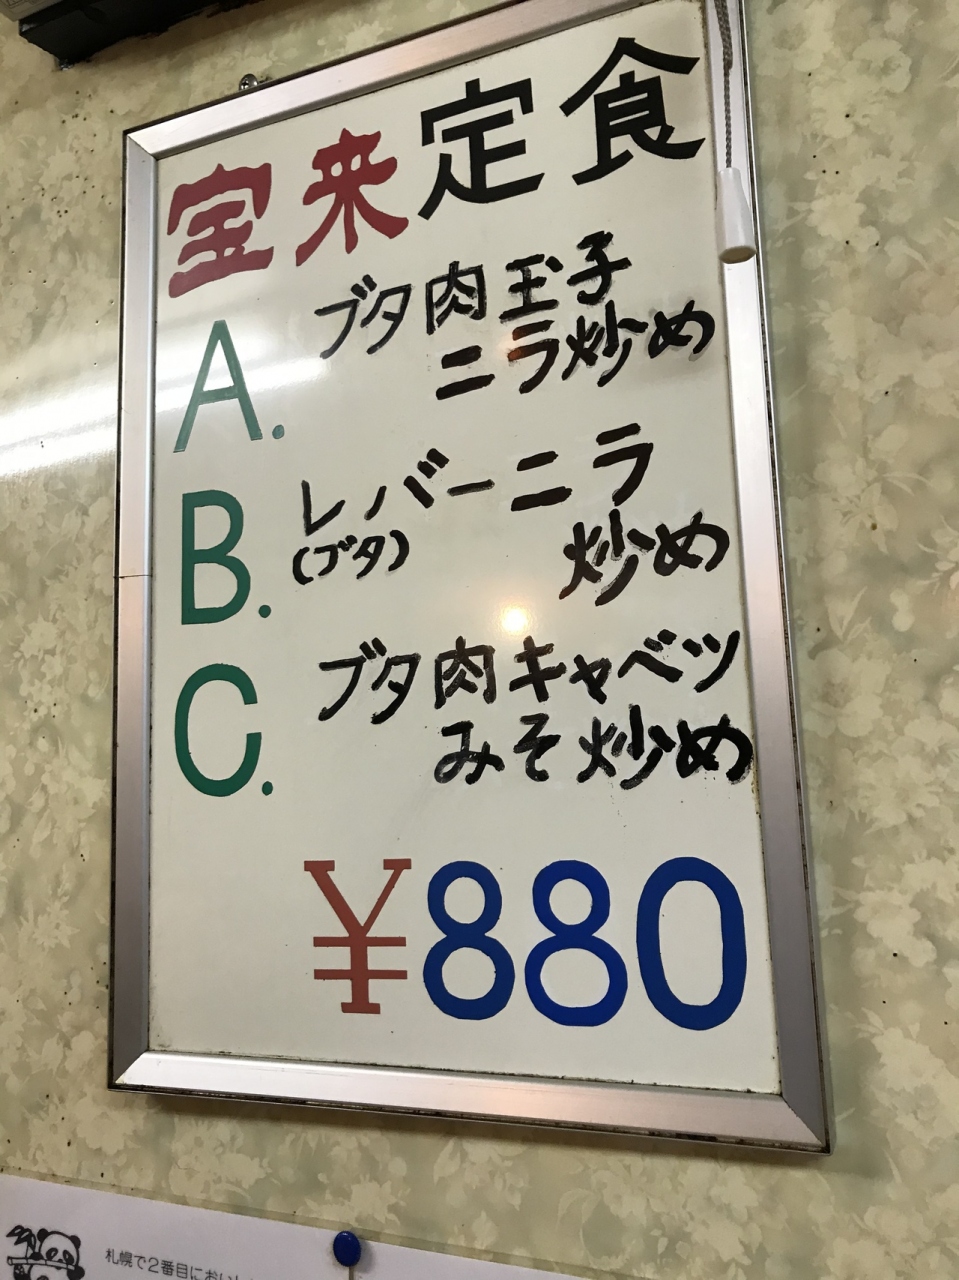 宝来定食
A. ブタ肉玉子
ニラ炒め
B. レバーニラ
(ブタ) 炒め
C. ブタ肉キャベツ
みそ炒め
¥880
札幌で2番目においし